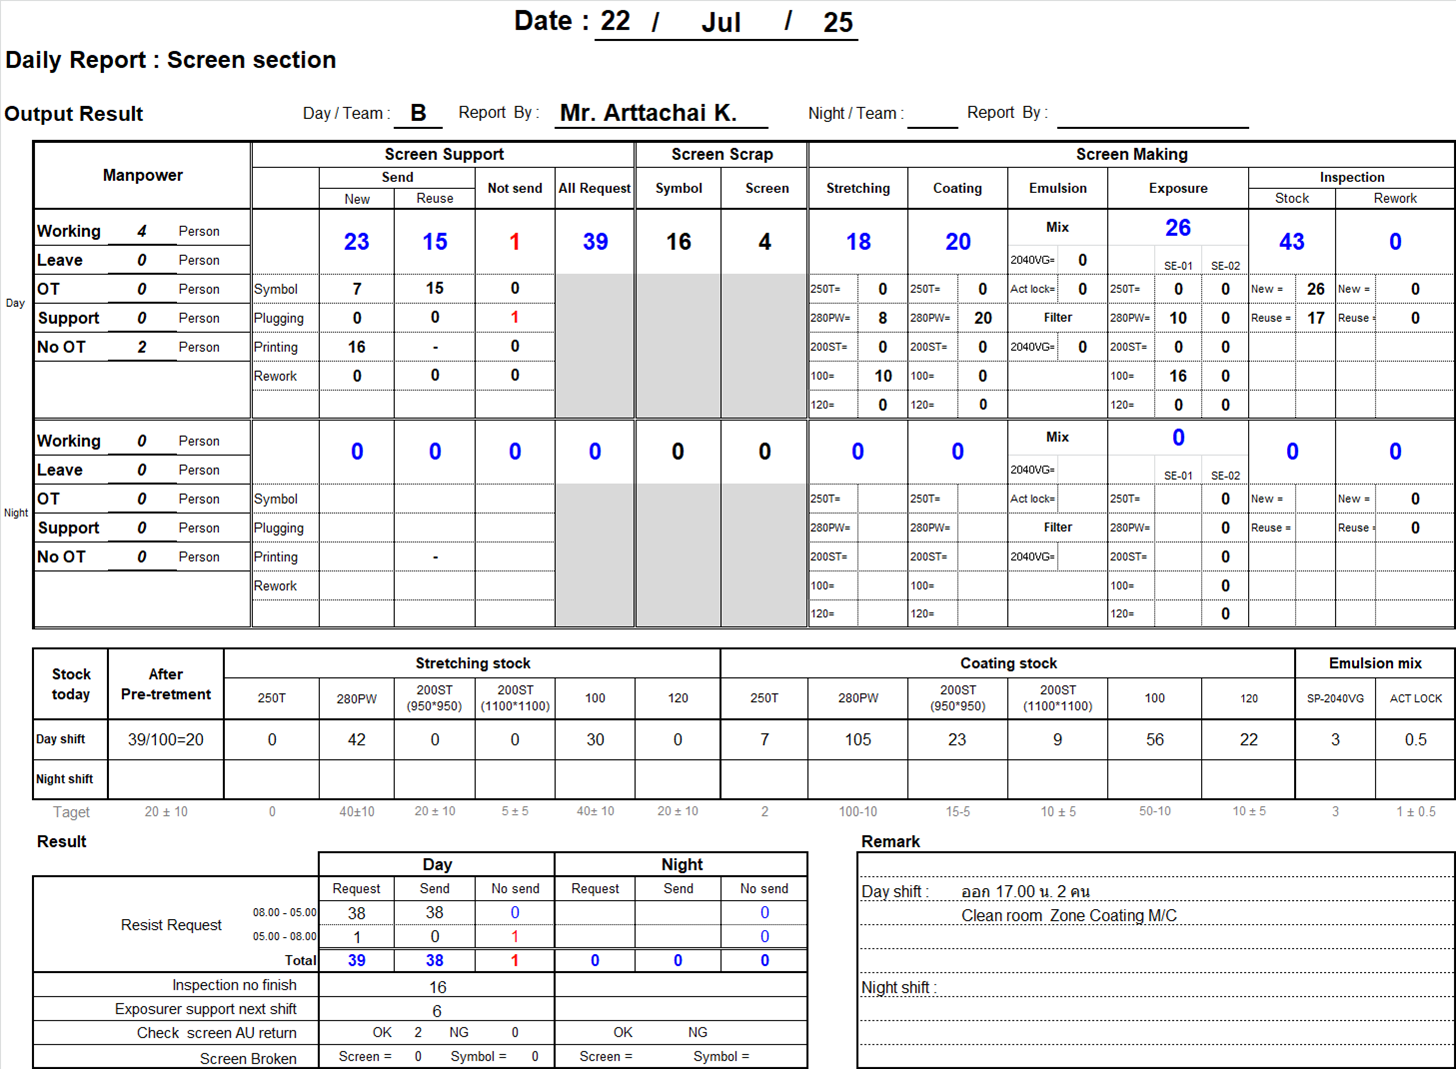 Date : 22 / Jul / 25
Daily Report : Screen section
Output Result Day / Team : B Report By : Mr. Arttachai K. Night / Team : Report By :
Manpower Screen Support Screen Scrap Screen Making
Send Not send All Request Symbol Screen Stretching Coating Emulsion Exposure Inspection
New Reuse Stock Rework
Day
Working 4 Person 23 15 1 39 16 4 18 20 Mix 26 43 0
Leave 0 Person 2040VG= 0 SE-01 SE-02
OT 0 Person Symbol 7 15 0 250T= 0 250T= 0 Act lock= 0 250T= 0 0 New = 26 New = 0
Support 0 Person Plugging 0 0 1 280PW= 8 280PW= 20 Filter 280PW= 10 0 Reuse = 17 Reuse = 0
No OT 2 Person Printing 16 - 0 200ST= 0 200ST= 0 2040VG= 0 200ST= 0 0
Rework 0 0 0 100= 10 100= 0 100= 16 0
120= 0 120= 0 120= 0 0
Night
Working 0 Person 0 0 0 0 0 0 0 0 Mix 0 0 0
Leave 0 Person 2040VG= SE-01 SE-02
OT 0 Person Symbol 250T= 250T= Act lock= 250T= 0 New = New = 0
Support 0 Person Plugging 280PW= 280PW= Filter 280PW= 0 Reuse = Reuse = 0
No OT 0 Person Printing - 200ST= 200ST= 2040VG= 200ST= 0
Rework 100= 100= 100= 0
120= 120= 120= 0
Stock today After Pre-tretment Stretching stock Coating stock Emulsion mix
250T 280PW 200ST (950*950) 200ST (1100*1100) 100 120 250T 280PW 200ST (950*950) 200ST (1100*1100) 100 120 SP-2040VG ACT LOCK
Day shift 39/100=20 0 42 0 0 30 0 7 105 23 9 56 22 3 0.5
Night shift
Taget 20 ± 10 0 40±10 20 ± 10 5 ± 5 40± 10 20 ± 10 2 100-10 15-5 10 ± 5 50-10 10 ± 5 3 1 ± 0.5
Result
Day Night
Request Send No send Request Send No send
Resist Request
08.00 - 05.00 38 38 0 0
05.00 - 08.00 1 0 1 0
Total 39 38 1 0 0 0
Inspection no finish 16
Exposurer support next shift 6
Check screen AU return OK 2 NG 0 OK NG
Screen Broken Screen = 0 Symbol = 0 Screen = Symbol =
Remark
Day shift : ออก 17.00 น. 2 คน
Clean room Zone Coating M/C
Night shift :